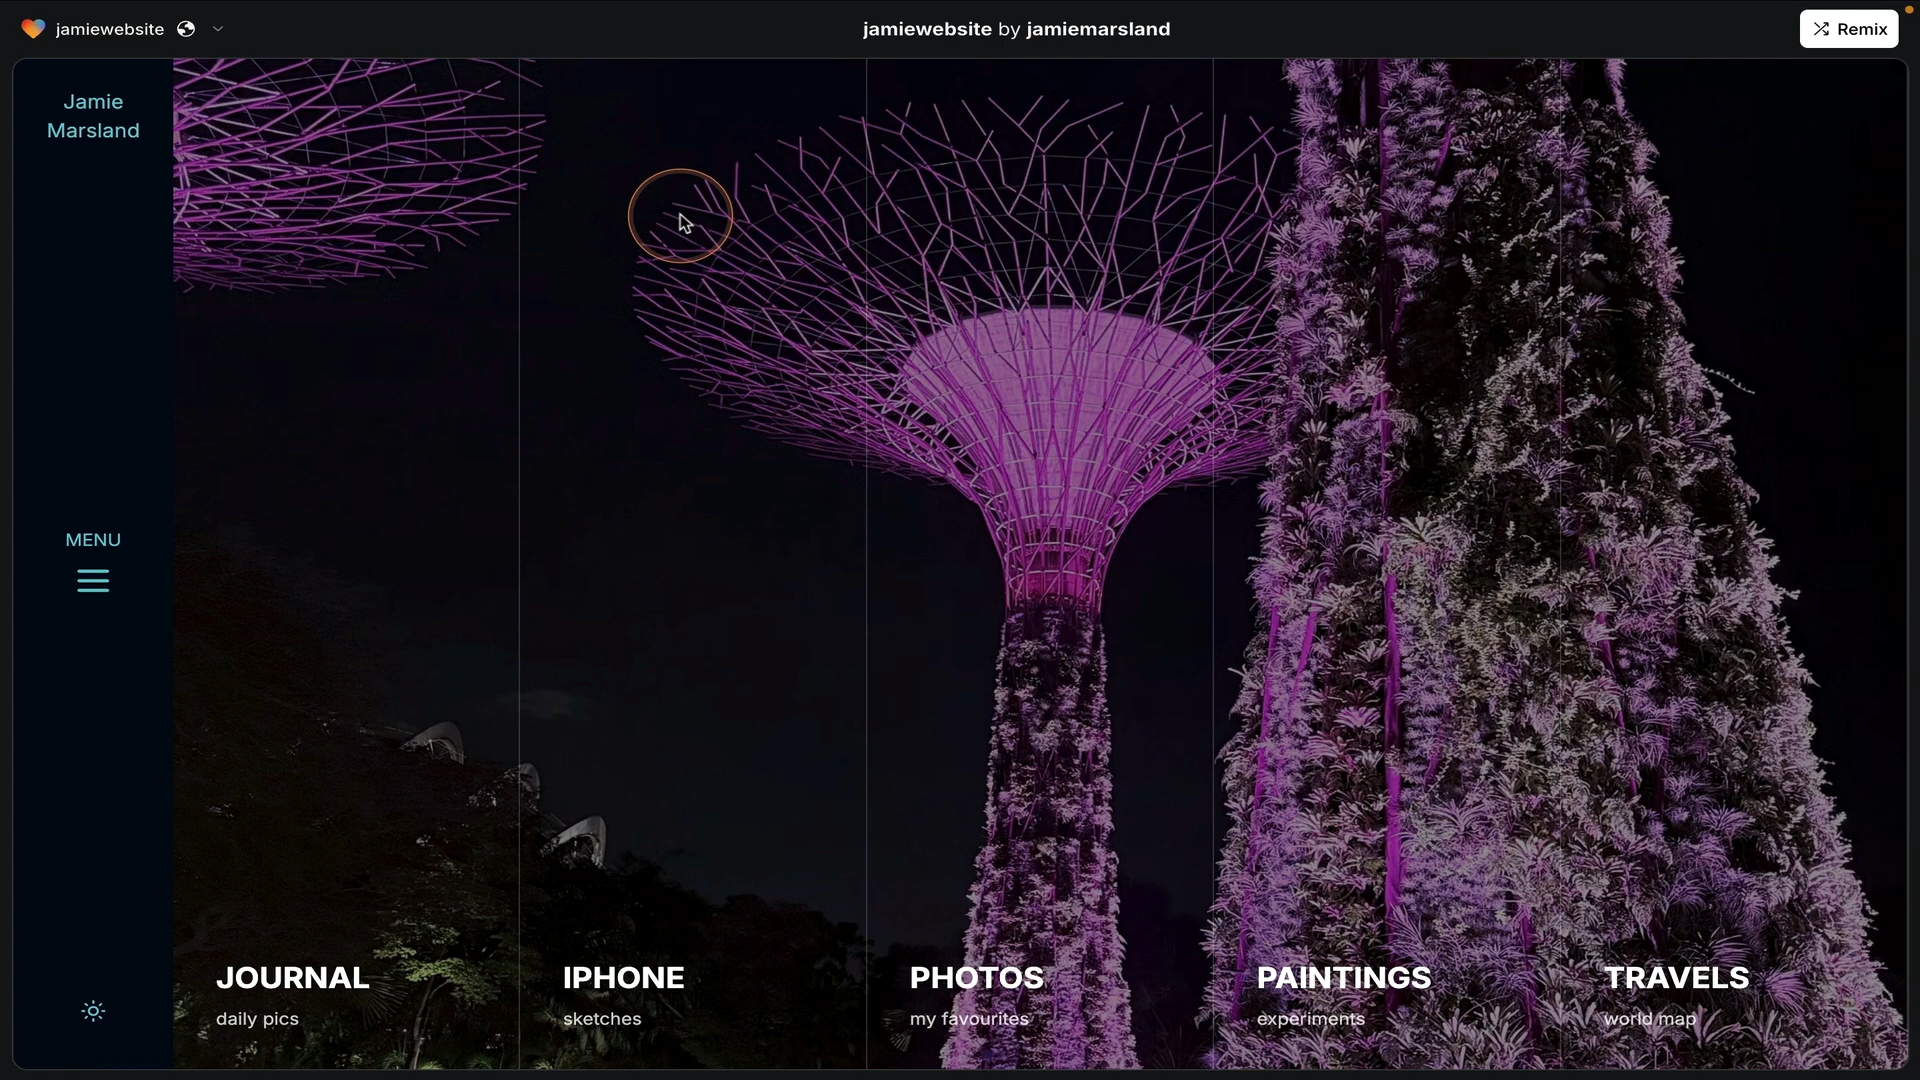 jamiewebsite
jamiewebsite by jamiemarsland
Remix
Jamie
Marsland
MENU
JOURNAL
daily pics
IPHONE
sketches
PHOTOS
my favourites
PAINTINGS
experiments
TRAVELS
world map